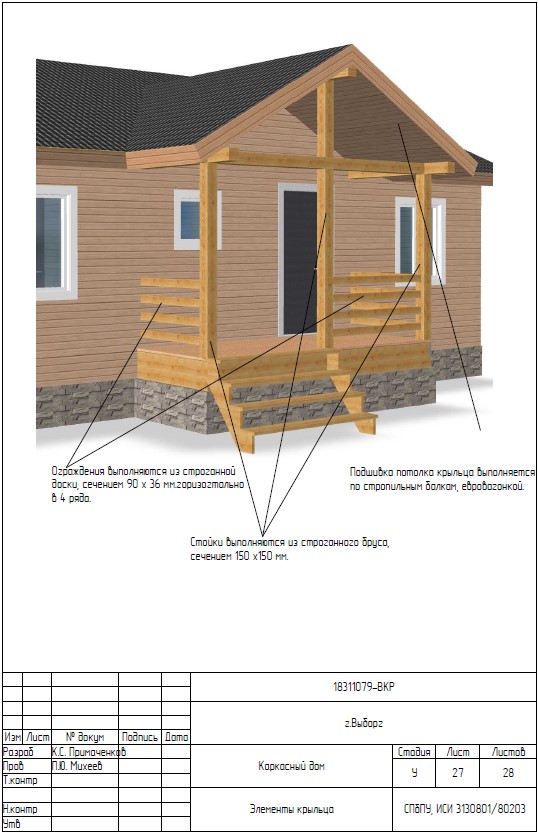 Ограждения выполняются из строганной
доски, сечением 90 х 36 мм.горизогтально
в 4 ряда.
Подшивка потолка крыльца выполняется
по стропильным балкам, евровагонкой.
Стойки выполняются из строганного бруса,
сечением 150 х150 мм.
18311079-ВКР
г.Выборг
Изм Лист № докум Подпись Дата
Разраб К.С. Примаченков
Пров П.Ю. Михеев
Т.контр
Н.контр
Утв
Каркасный дом
Стадия Лист Листов
У 27 28
Элементы крыльца
СПбПУ, ИСИ 3130801/80203